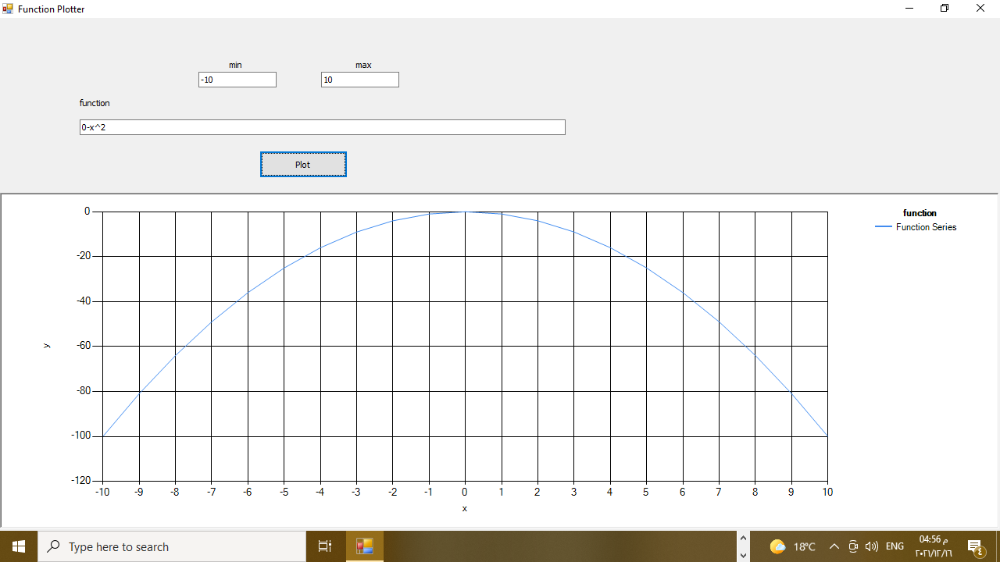 Function Plotter
min
max
-10
10
function
0-x^2
Plot
function
Function Series
0
-20
-40
-60
-80
-100
-120
y
-10 -9 -8 -7 -6 -5 -4 -3 -2 -1 0 1 2 3 4 5 6 7 8 9 10
x
Type here to search
18°C
ENG
04:56 م
٢٠٢١/١٢/٢٦
٤